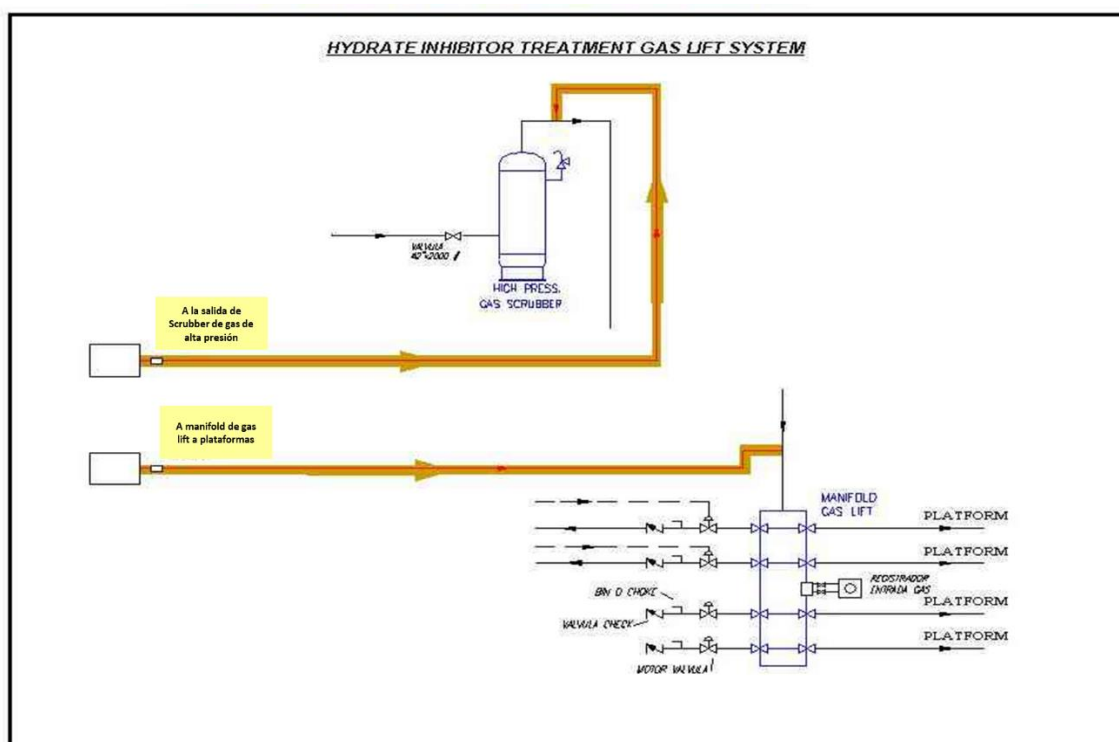 HYDRATE INHIBITOR TREATMENT GAS LIFT SYSTEM
VALVULA
HIGH PRESS.
GAS SCRUBBER
A la salida de
Scrubber de gas de
alta presión
A manifold de gas
lift a plataformas
MANIFOLD
GAS LIFT
PLATFORM
PLATFORM
REGISTRADOR
ENTRADA GAS
BIN D CHOKE
PLATFORM
VALVULA CHECK
PLATFORM
MOTOR VALVULA